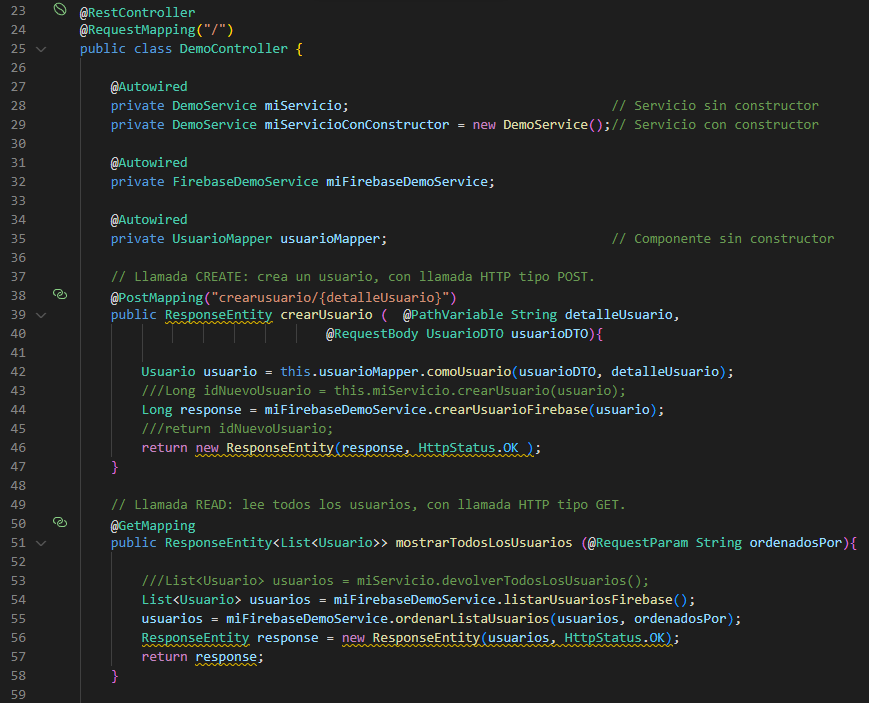 23 @RestController
24 @RequestMapping("/")
25 public class DemoController {
26
27 @Autowired
28 private DemoService miServicio; // Servicio sin constructor
29 private DemoService miServicioConConstructor = new DemoService();// Servicio con constructor
30
31 @Autowired
32 private FirebaseDemoService miFirebaseDemoService;
33
34 @Autowired
35 private UsuarioMapper usuarioMapper; // Componente sin constructor
36
37 // Llamada CREATE: crea un usuario, con llamada HTTP tipo POST.
38 @PostMapping("crearusuario/{detalleUsuario}")
39 public ResponseEntity crearUsuario ( @PathVariable String detalleUsuario,
40 @RequestBody UsuarioDTO usuarioDTO){
41
42 Usuario usuario = this.usuarioMapper.comoUsuario(usuarioDTO, detalleUsuario);
43 ///Long idNuevoUsuario = this.miServicio.crearUsuario(usuario);
44 Long response = miFirebaseDemoService.crearUsuarioFirebase(usuario);
45 ///return idNuevoUsuario;
46 return new ResponseEntity(response, HttpStatus.OK );
47 }
48
49 // Llamada READ: lee todos los usuarios, con llamada HTTP tipo GET.
50 @GetMapping
51 public ResponseEntity<List<Usuario>> mostrarTodosLosUsuarios (@RequestParam String ordenadosPor){
52
53 ///List<Usuario> usuarios = miServicio.devolverTodosLosUsuarios();
54 List<Usuario> usuarios = miFirebaseDemoService.listarUsuariosFirebase();
55 usuarios = miFirebaseDemoService.ordenarListaUsuarios(usuarios, ordenadosPor);
56 ResponseEntity response = new ResponseEntity(usuarios, HttpStatus.OK);
57 return response;
58 }
59